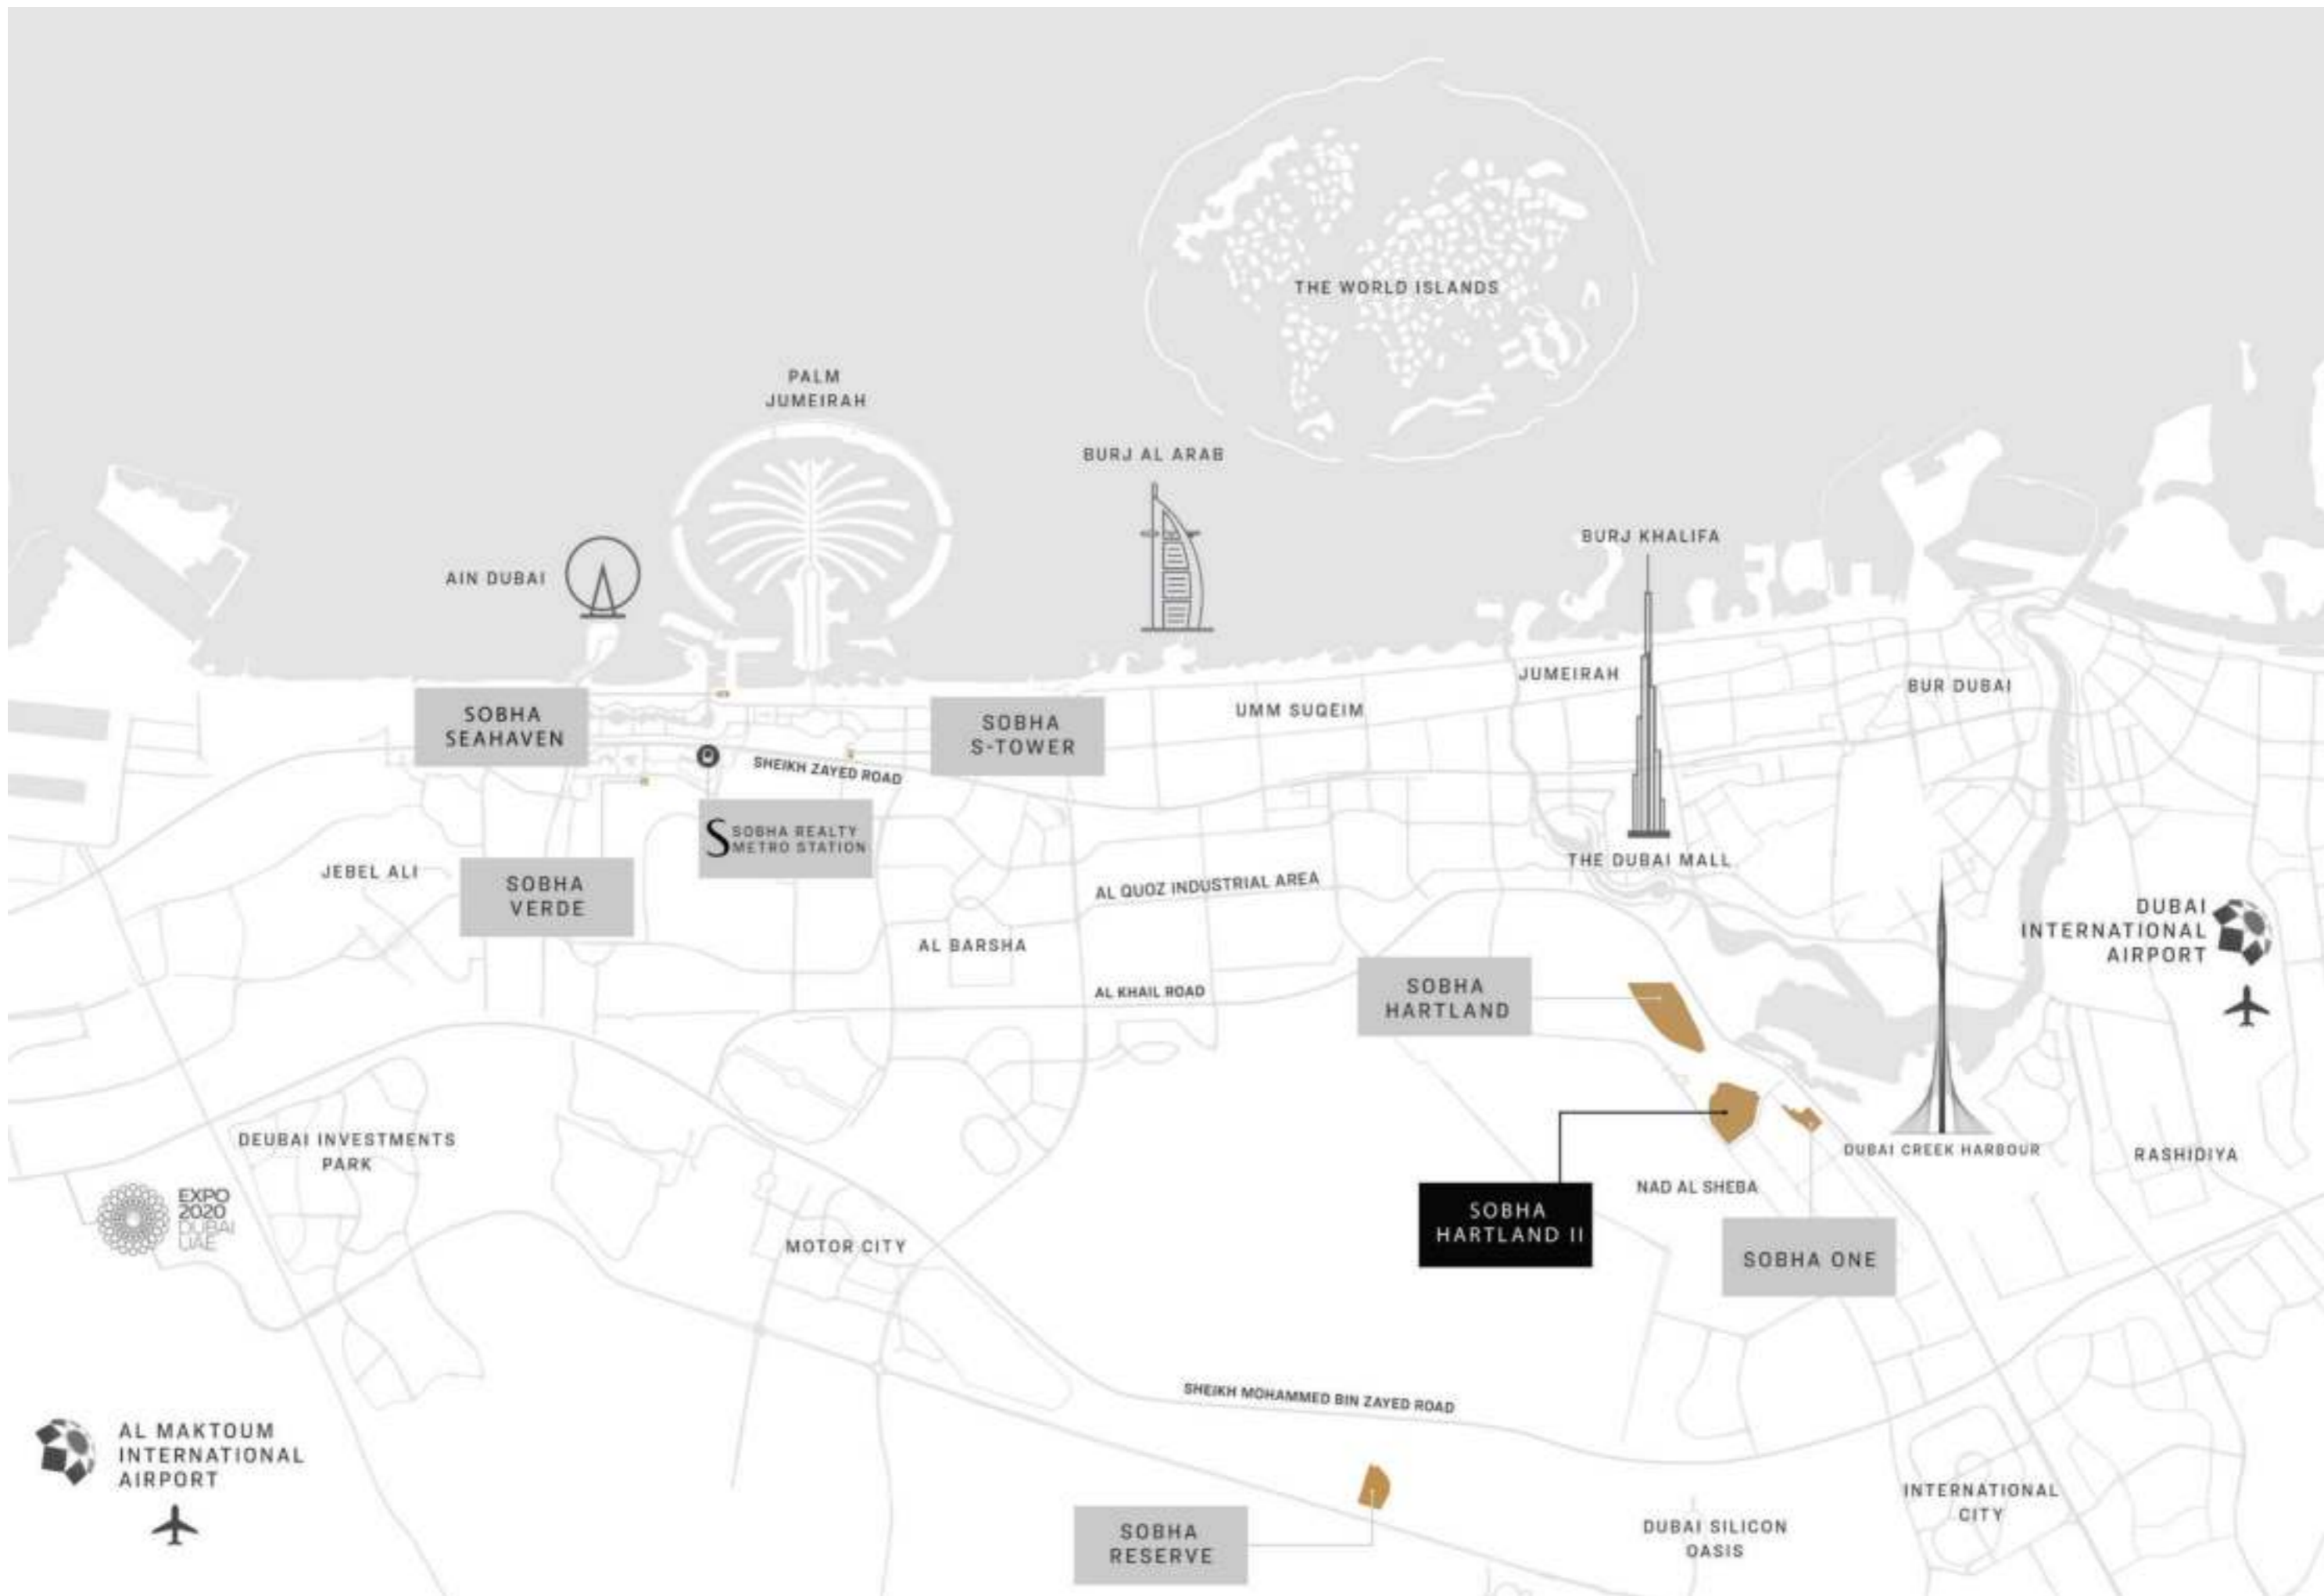 THE WORLD ISLANDS
PALM
JUMEIRAH
BURJ AL ARAB
BURJ KHALIFA
AIN DUBAI
JUMEIRAH
BUR DUBAI
SOBHA
SEAHAVEN
SOBHA
S-TOWER
UMM SUQEIM
SHEIKH ZAYED ROAD
SOBHA REALTY
METRO STATION
THE DUBAI MALL
JEBEL ALI
SOBHA
VERDE
AL QUOZ INDUSTRIAL AREA
DUBAI
INTERNATIONAL
AIRPORT
AL BARSHA
AL KHAIL ROAD
SOBHA
HARTLAND
DEUBAI INVESTMENTS
PARK
DUBAI CREEK HARBOUR
RASHIDIYA
NAD AL SHEBA
EXPO
2020
DUBAI
UAE
SOBHA
HARTLAND II
MOTOR CITY
SOBHA ONE
SHEIKH MOHAMMED BIN ZAYED ROAD
AL MAKTOUM
INTERNATIONAL
AIRPORT
INTERNATIONAL
CITY
SOBHA
RESERVE
DUBAI SILICON
OASIS